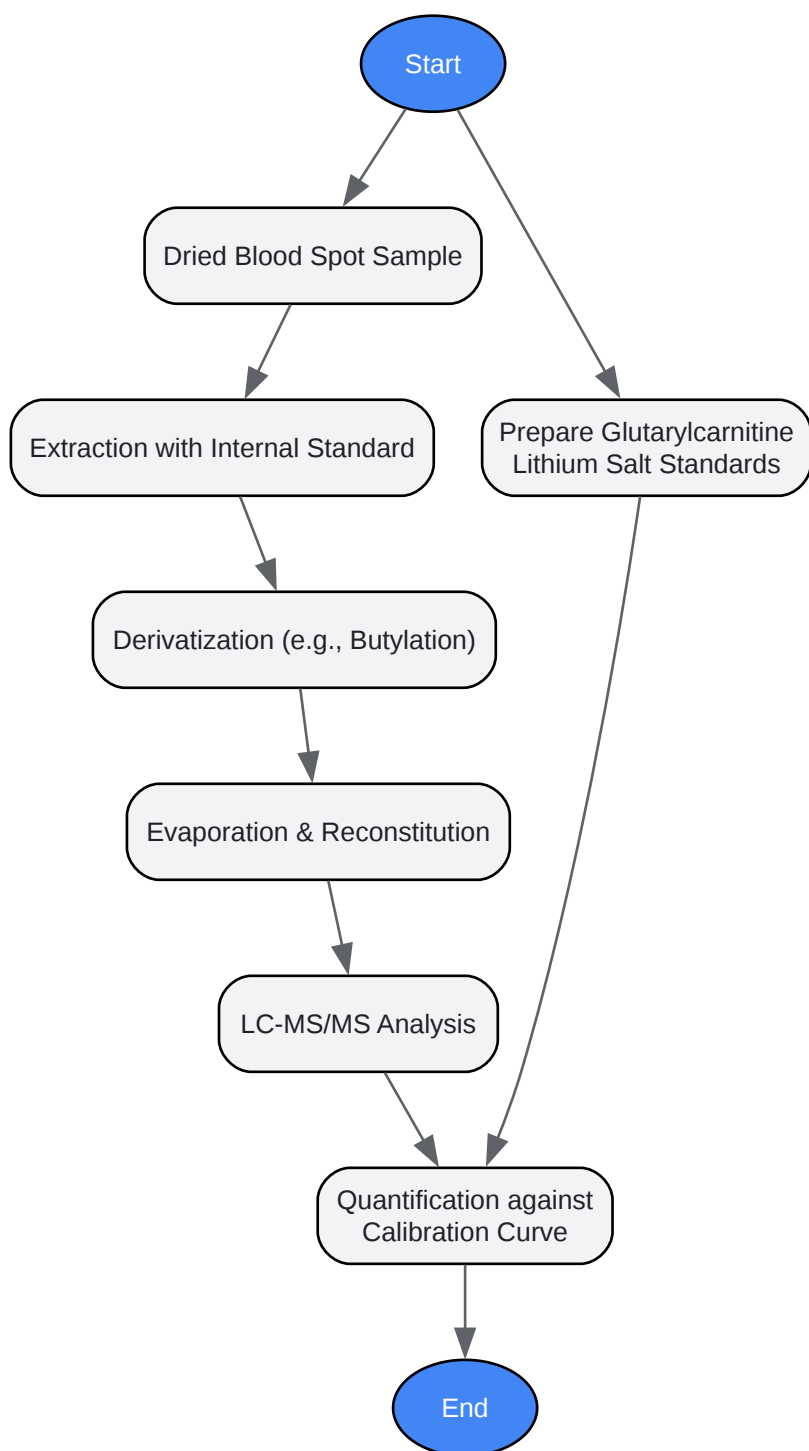 Start
Dried Blood Spot Sample
Extraction with Internal Standard
Prepare Glutarylcarnitine
Lithium Salt Standards
Derivatization (e.g., Butylation)
Evaporation & Reconstitution
LC-MS/MS Analysis
Quantification against
Calibration Curve
End